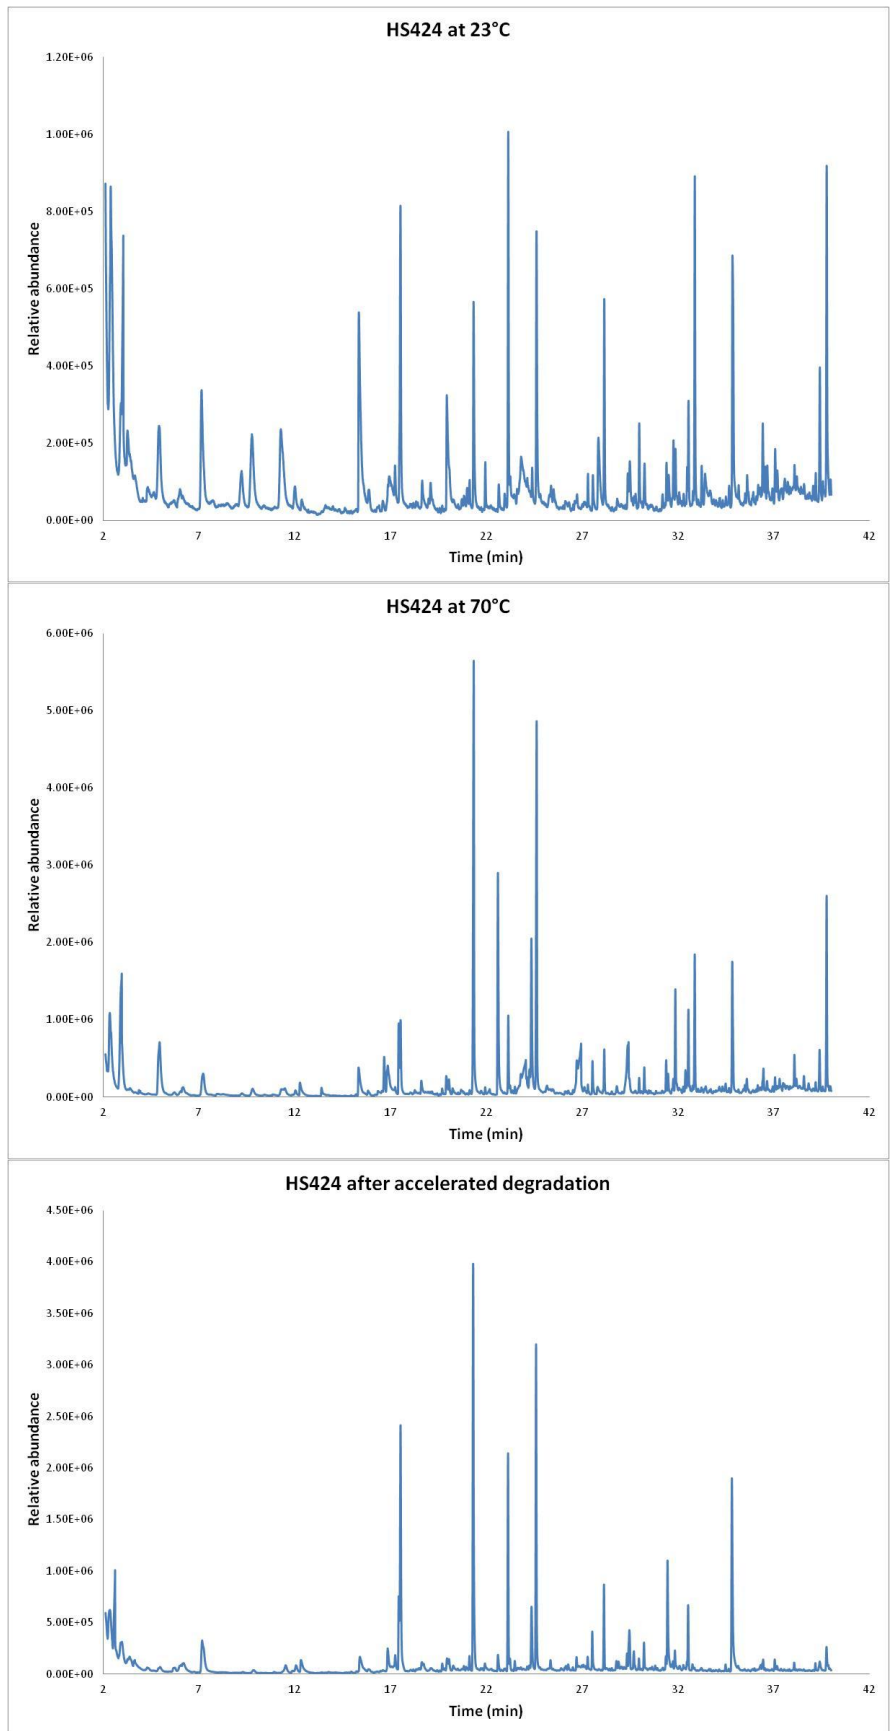 HS424 at 23°C
1.20E+06
1.00E+06
8.00E+05
6.00E+05
4.00E+05
2.00E+05
0.00E+00
Relative abundance
2 7 12 17 22 27 32 37 42
Time (min)
HS424 at 70°C
6.00E+06
5.00E+06
4.00E+06
3.00E+06
2.00E+06
1.00E+06
0.00E+00
Relative abundance
2 7 12 17 22 27 32 37 42
Time (min)
HS424 after accelerated degradation
4.50E+06
4.00E+06
3.50E+06
3.00E+06
2.50E+06
2.00E+06
1.50E+06
1.00E+06
5.00E+05
0.00E+00
Relative abundance
2 7 12 17 22 27 32 37 42
Time (min)